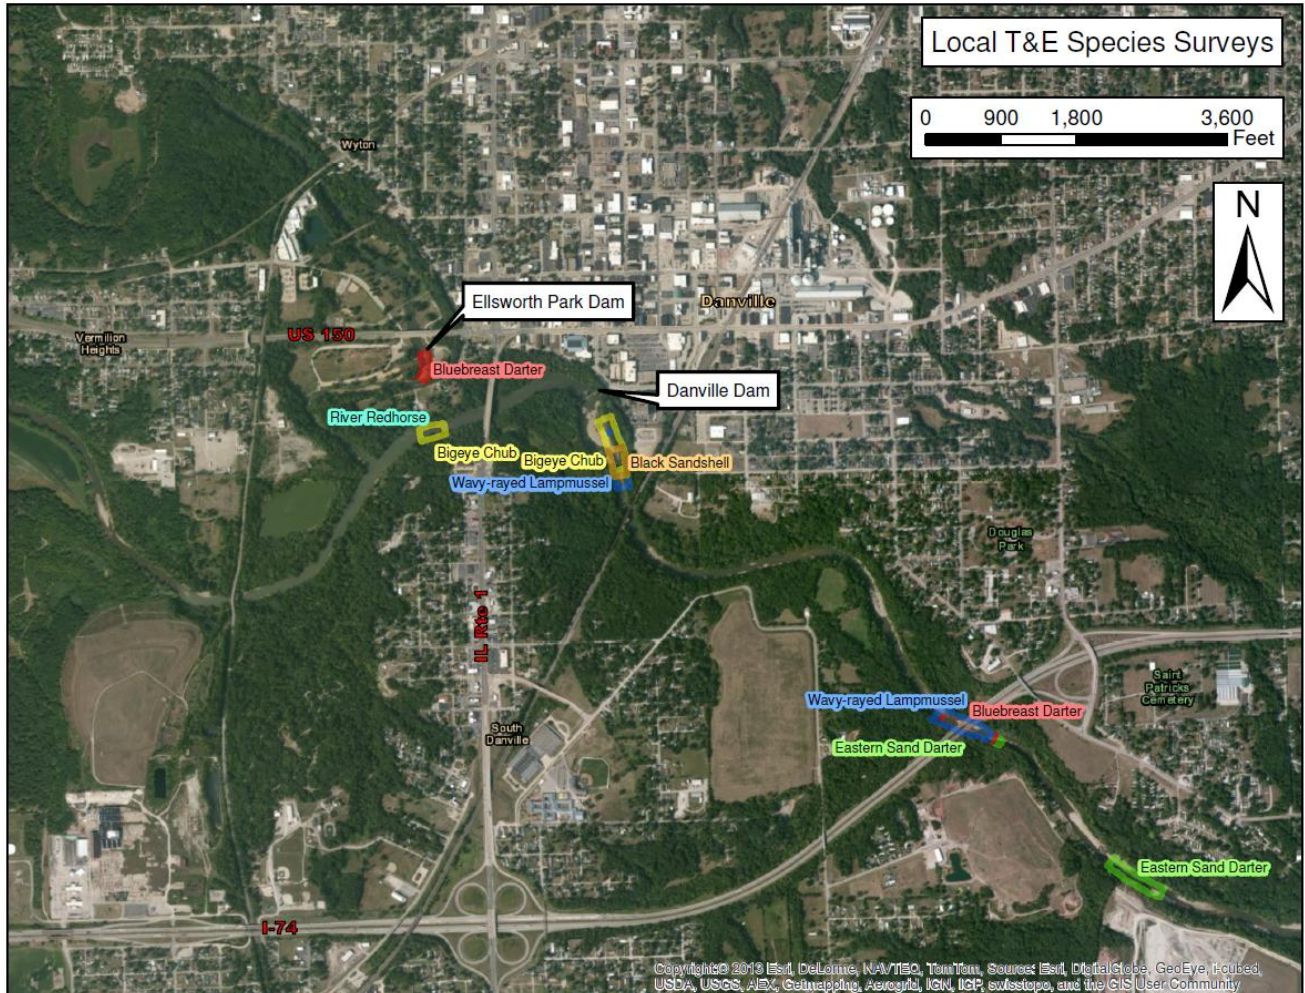 Local T&E Species Surveys
0 900 1,800 3,600
Feet
N
Wyton
Ellsworth Park Dam
Danville
US 150
Vermilion
Heights
Bluebreast Darter
Danville Dam
River Redhorse
Bigeye Chub
Bigeye Chub
Black Sandshell
Wavy-rayed Lampmussel
Douglas
Park
IL Rte 1
Saint
Patricks
Cemetery
Wavy-rayed Lampmussel
Bluebreast Darter
South
Danville
Eastern Sand Darter
Eastern Sand Darter
I-74
Copyright:© 2013 Esri, DeLorme, NAVTEQ, TomTom, Source: Esri, DigitalGlobe, GeoEye, i-cubed,
USDA, USGS, AEX, Getmapping, Aerogrid, IGN, IGP, swisstopo, and the GIS User Community